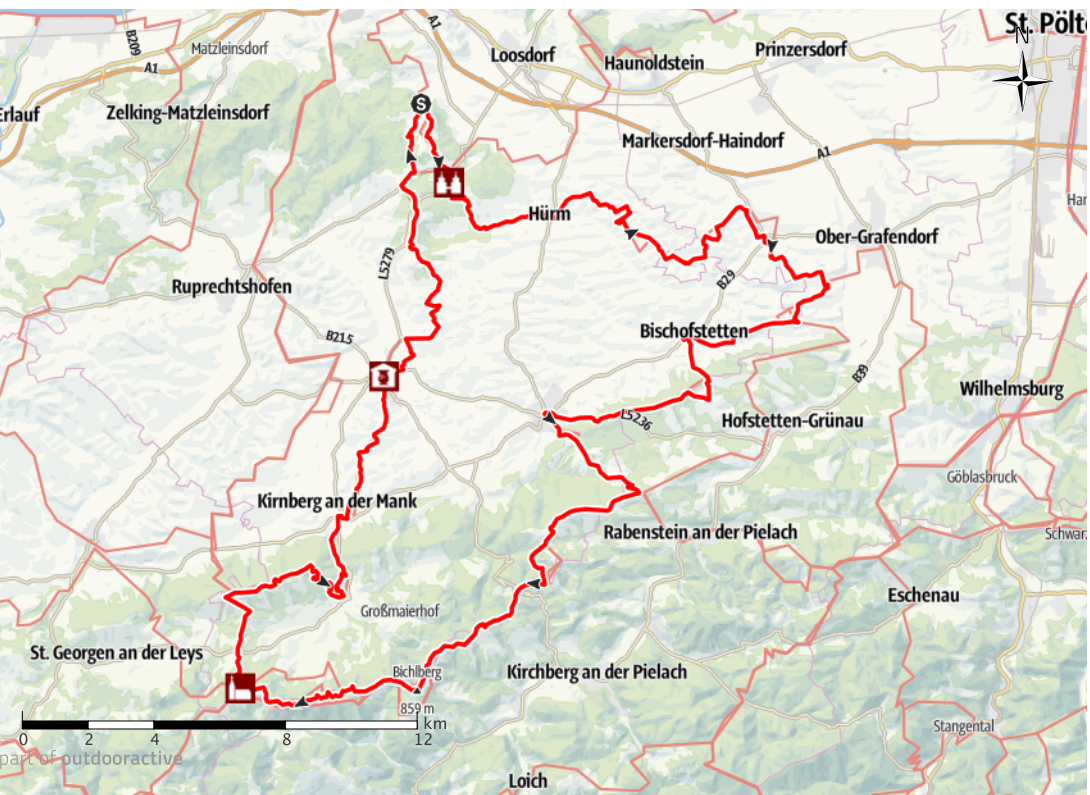 St. Pölt
N
B209
A1
Matzleinsdorf
A1
Loosdorf
Haunoldstein
Prinzersdorf
Erlauf
Zelking-Matzleinsdorf
S
Markersdorf-Haindorf
A1
Har
Hürm
Ober-Grafendorf
L5279
B29
Ruprechtshofen
B215
Bischofstetten
B39
Wilhelmsburg
L5236
Hofstetten-Grünau
Göblasbruck
Kirnberg an der Mank
Rabenstein an der Pielach
Schwarz
Großmaierhof
Eschenau
St. Georgen an der Leys
Bichlberg
Kirchberg an der Pielach
859 m
km
0 2 4 8 12
Stangental
part of outdooractive
Loich